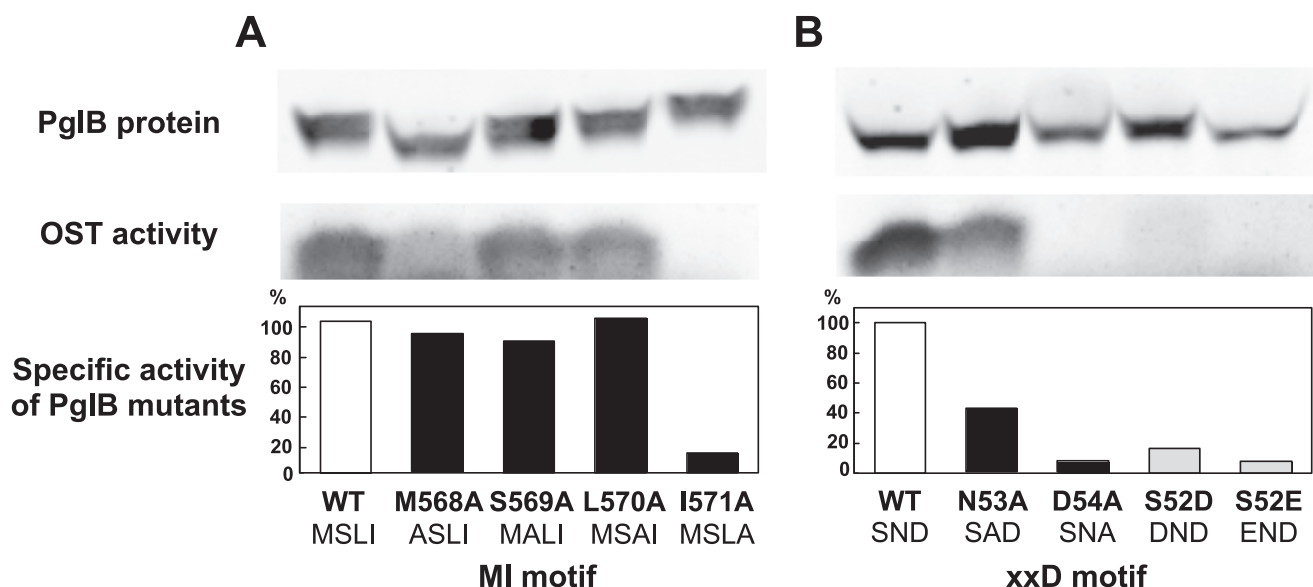 A
B
PglB protein
OST activity
Specific activity
of PglB mutants
%
100
80
60
40
20
0
WT M568A S569A L570A I571A
MSLI ASLI MALI MSAI MSLA
MI motif
%
100
80
60
40
20
0
WT N53A D54A S52D S52E
SND SAD SNA DND END
xxD motif